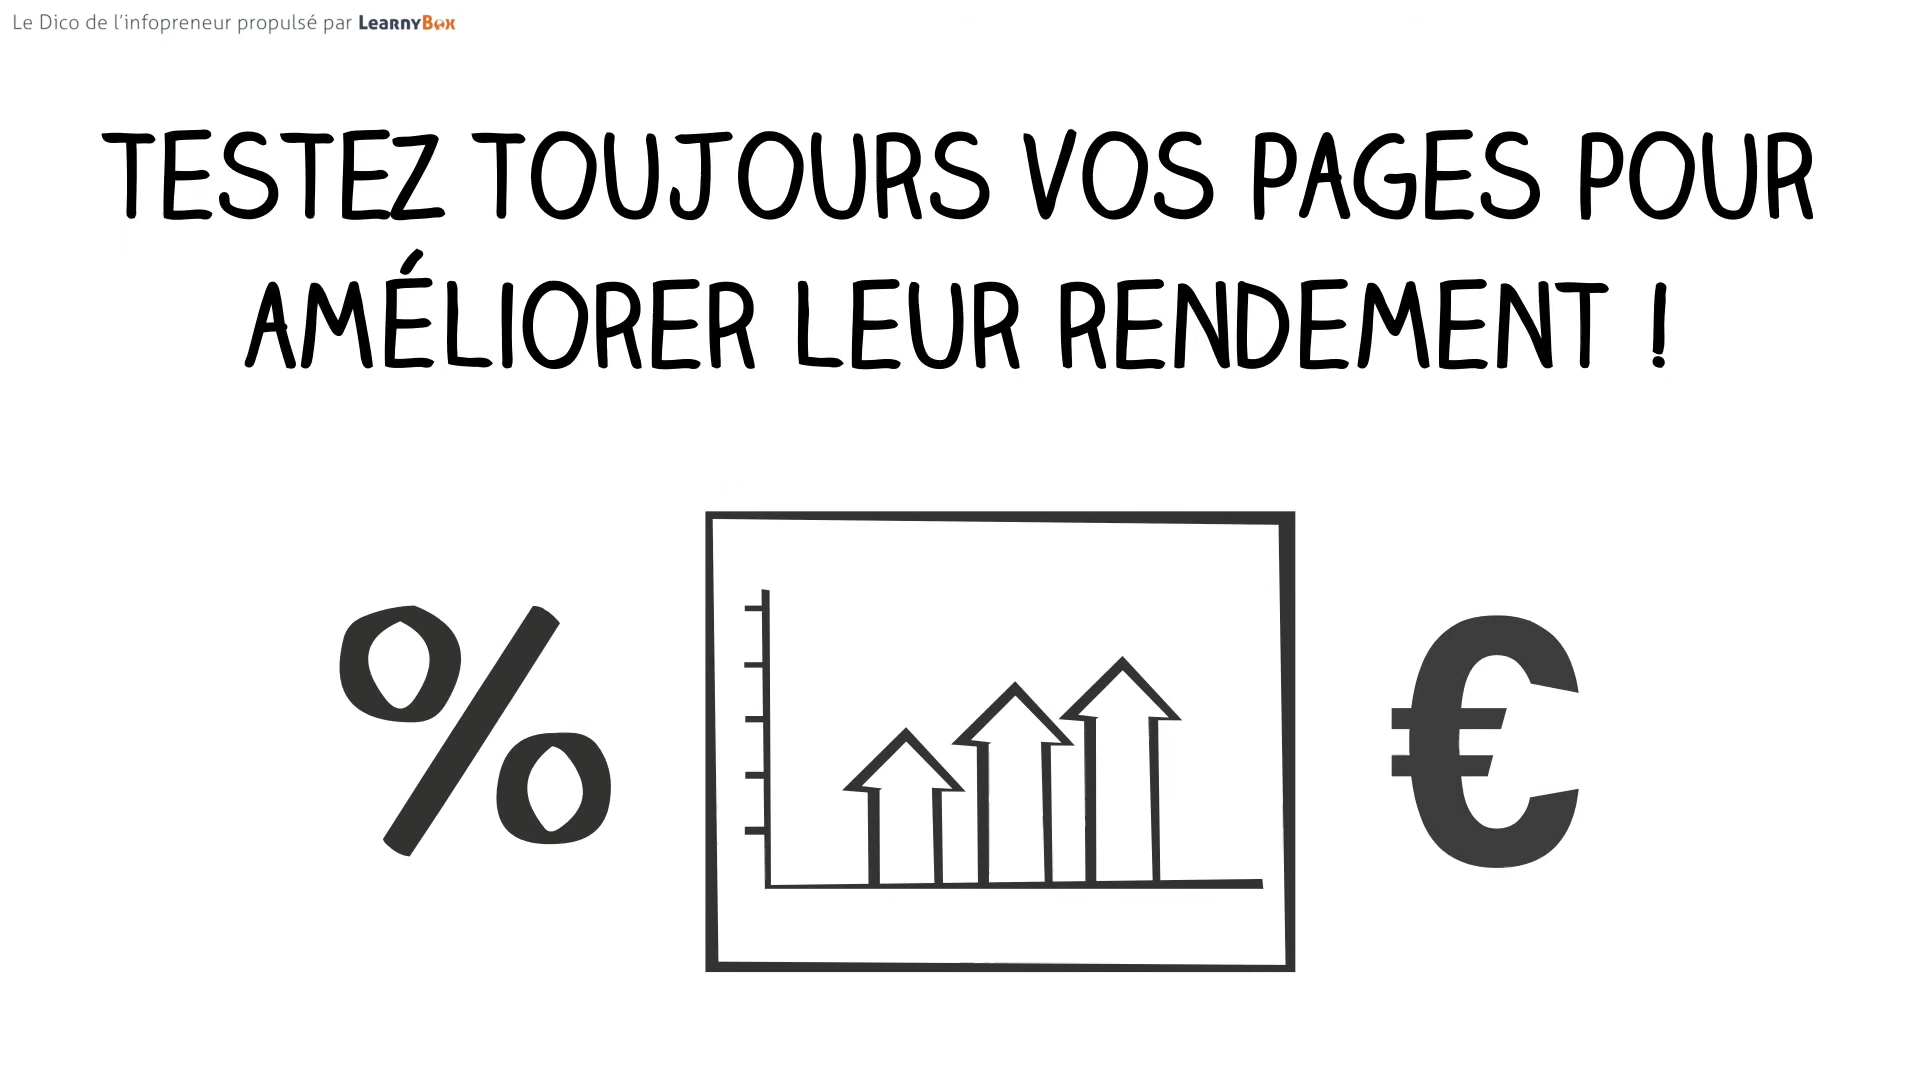 Le Dico de l'infopreneur propulsé par LEARNYBOX
TESTEZ TOUJOURS VOS PAGES POUR
AMÉLIORER LEUR RENDEMENT !
% €